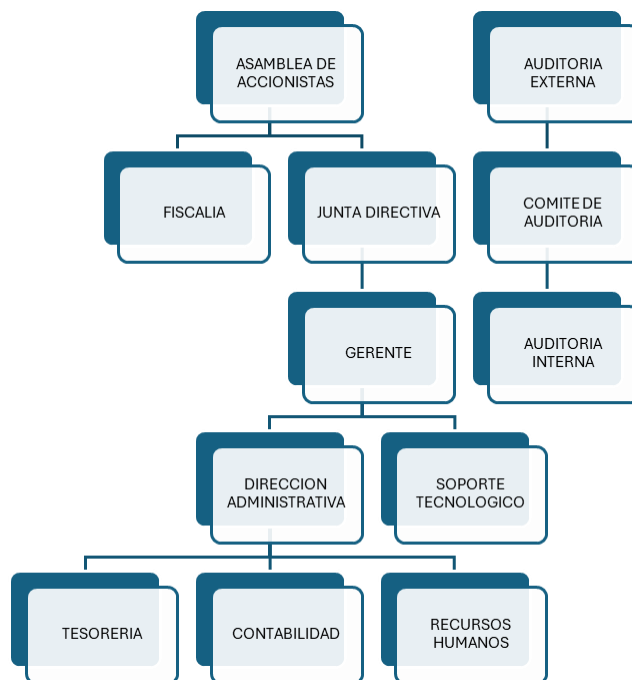 ASAMBLEA DE
ACCIONISTAS
AUDITORIA
EXTERNA
FISCALIA
JUNTA DIRECTIVA
COMITE DE
AUDITORIA
GERENTE
AUDITORIA
INTERNA
DIRECCION
ADMINISTRATIVA
SOPORTE
TECNOLOGICO
TESORERIA
CONTABILIDAD
RECURSOS
HUMANOS